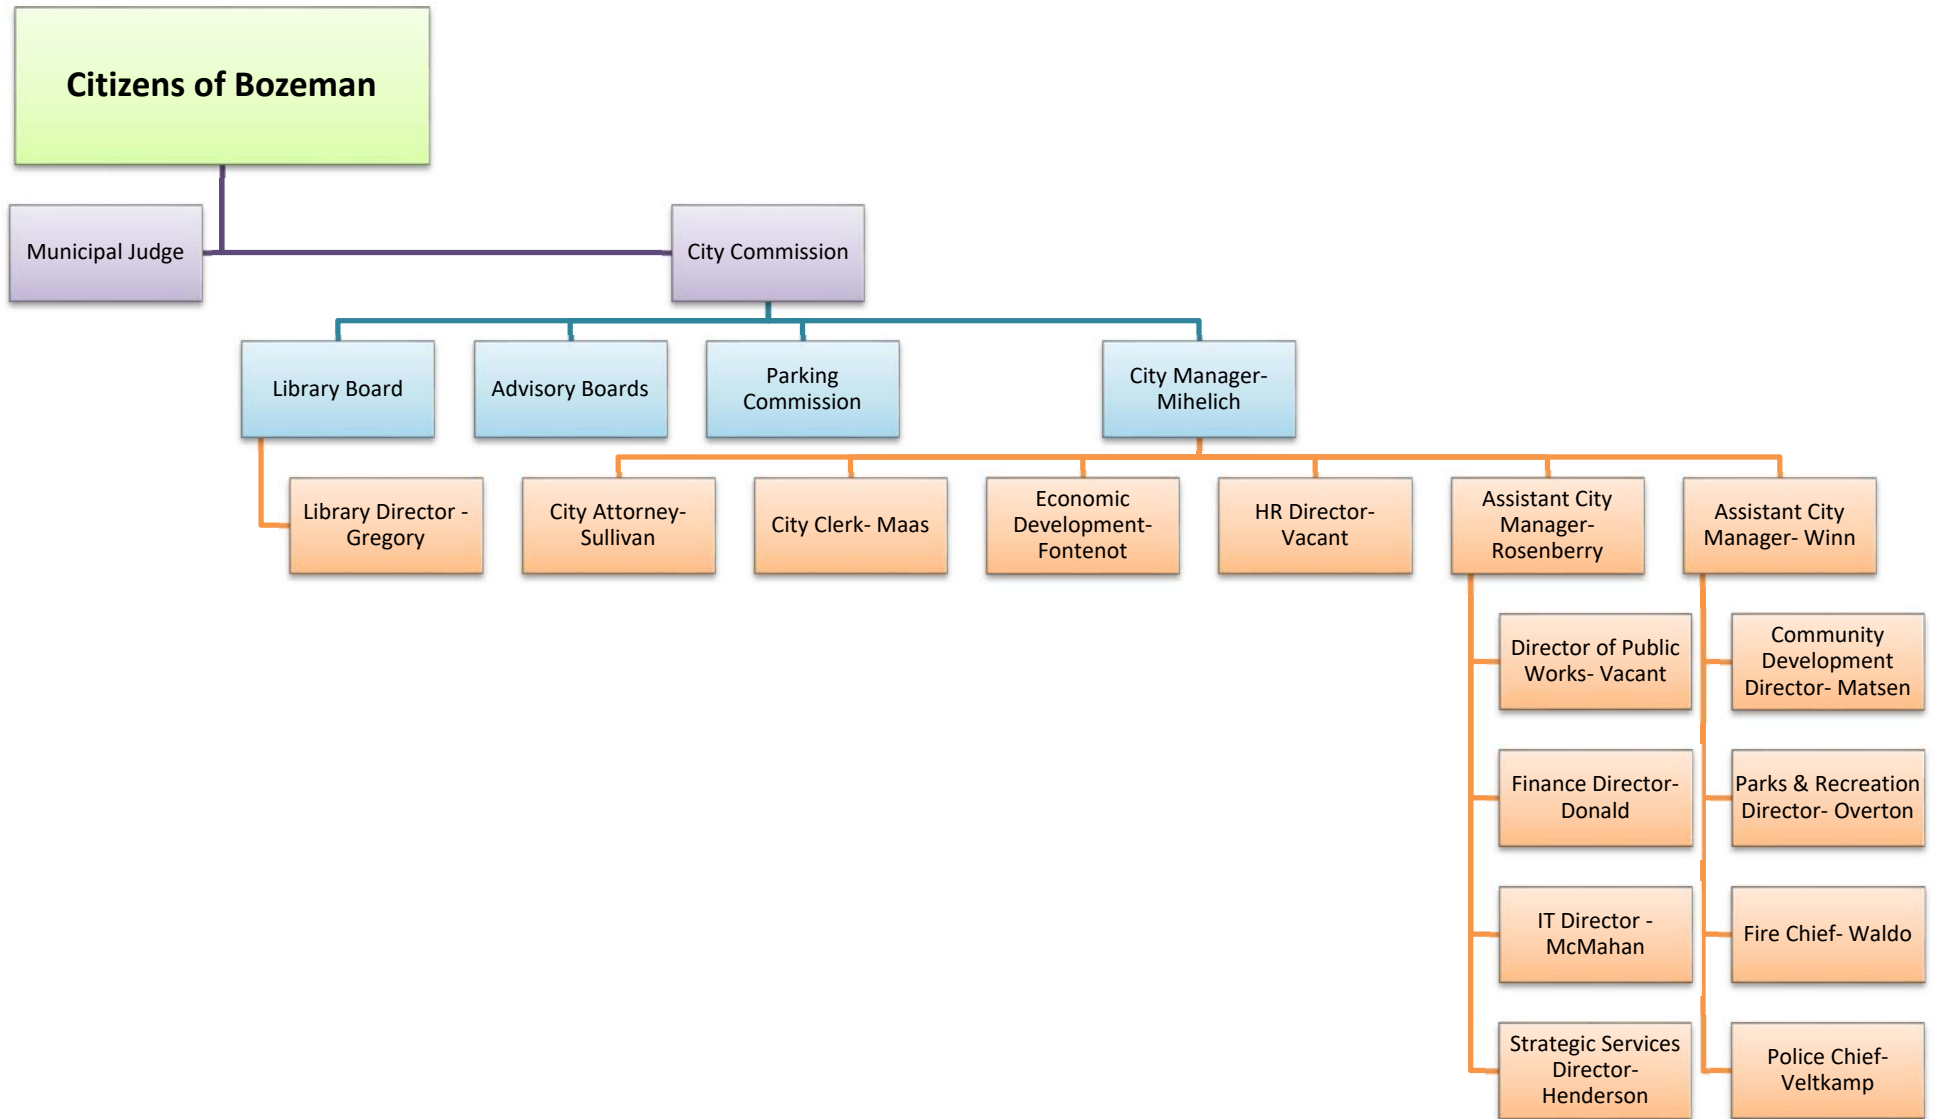 Citizens of Bozeman
Municipal Judge
City Commission
Library Board
Advisory Boards
Parking
Commission
City Manager-
Mihelich
Library Director -
Gregory
City Attorney-
Sullivan
City Clerk- Maas
Economic
Development-
Fontenot
HR Director-
Vacant
Assistant City
Manager-
Rosenberry
Assistant City
Manager- Winn
Director of Public
Works- Vacant
Finance Director-
Donald
IT Director -
McMahan
Strategic Services
Director-
Henderson
Community
Development
Director- Matsen
Parks & Recreation
Director- Overton
Fire Chief- Waldo
Police Chief-
Veltkamp